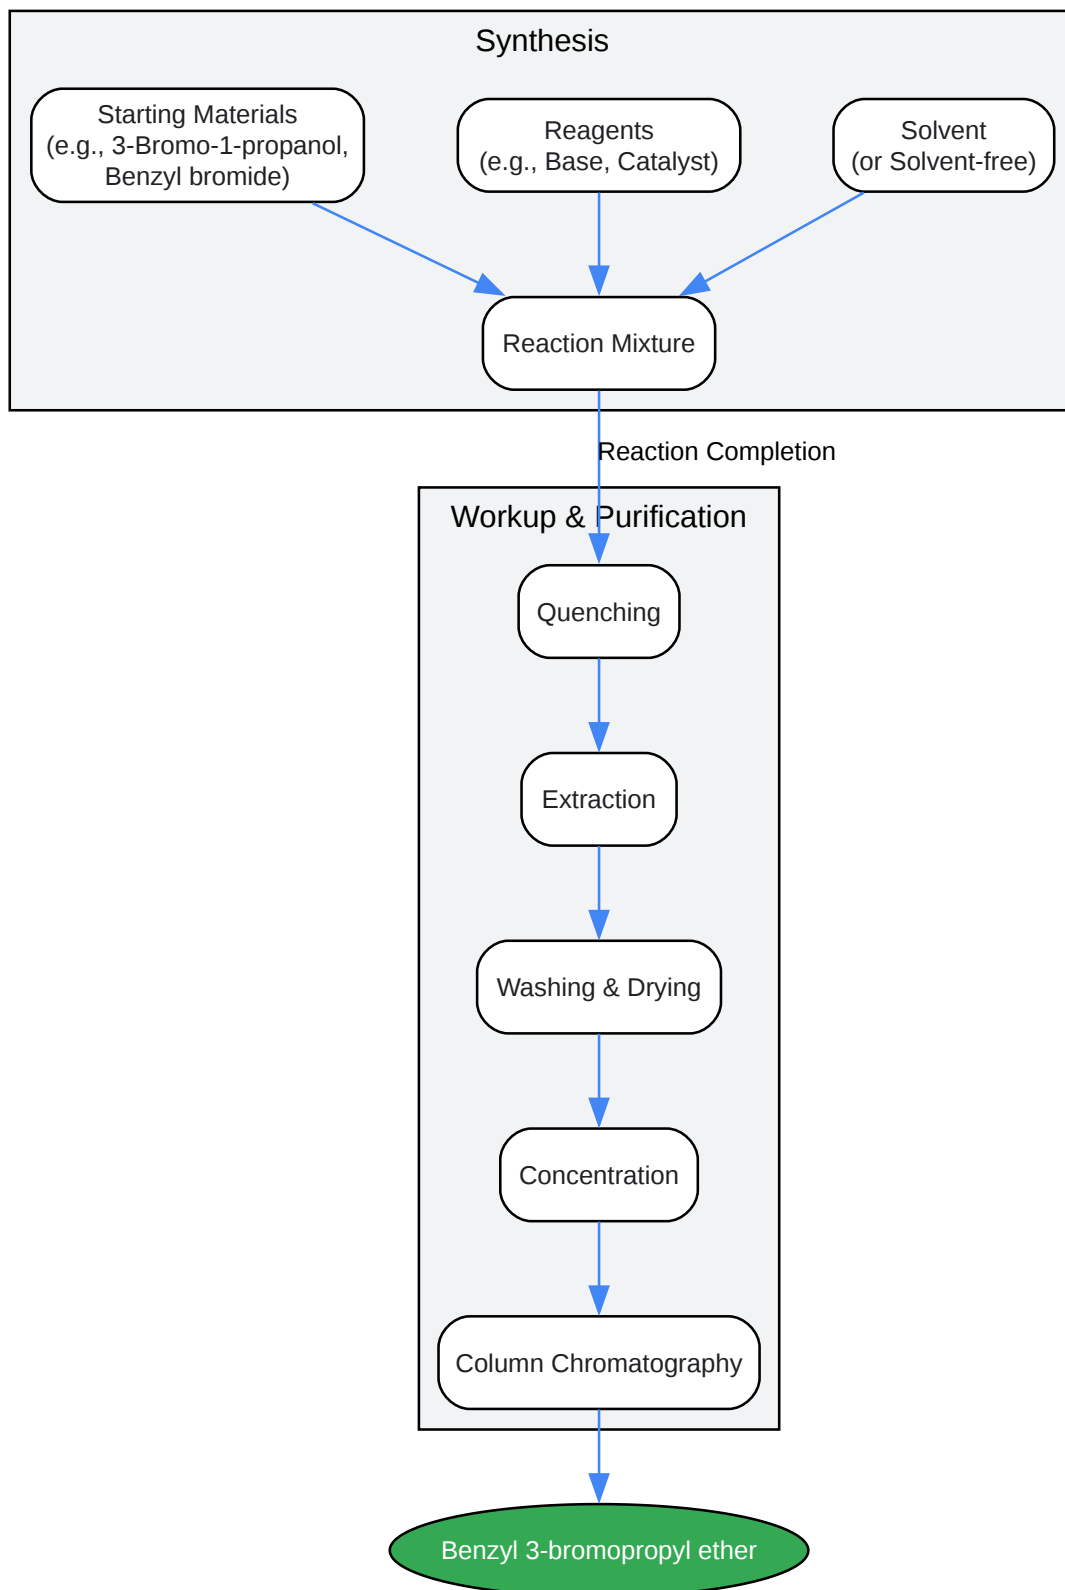 Synthesis
Starting Materials
(e.g., 3-Bromo-1-propanol,
Benzyl bromide)
Reagents
(e.g., Base, Catalyst)
Solvent
(or Solvent-free)
Reaction Mixture
Reaction Completion
Workup & Purification
Quenching
Extraction
Washing & Drying
Concentration
Column Chromatography
Benzyl 3-bromopropyl ether